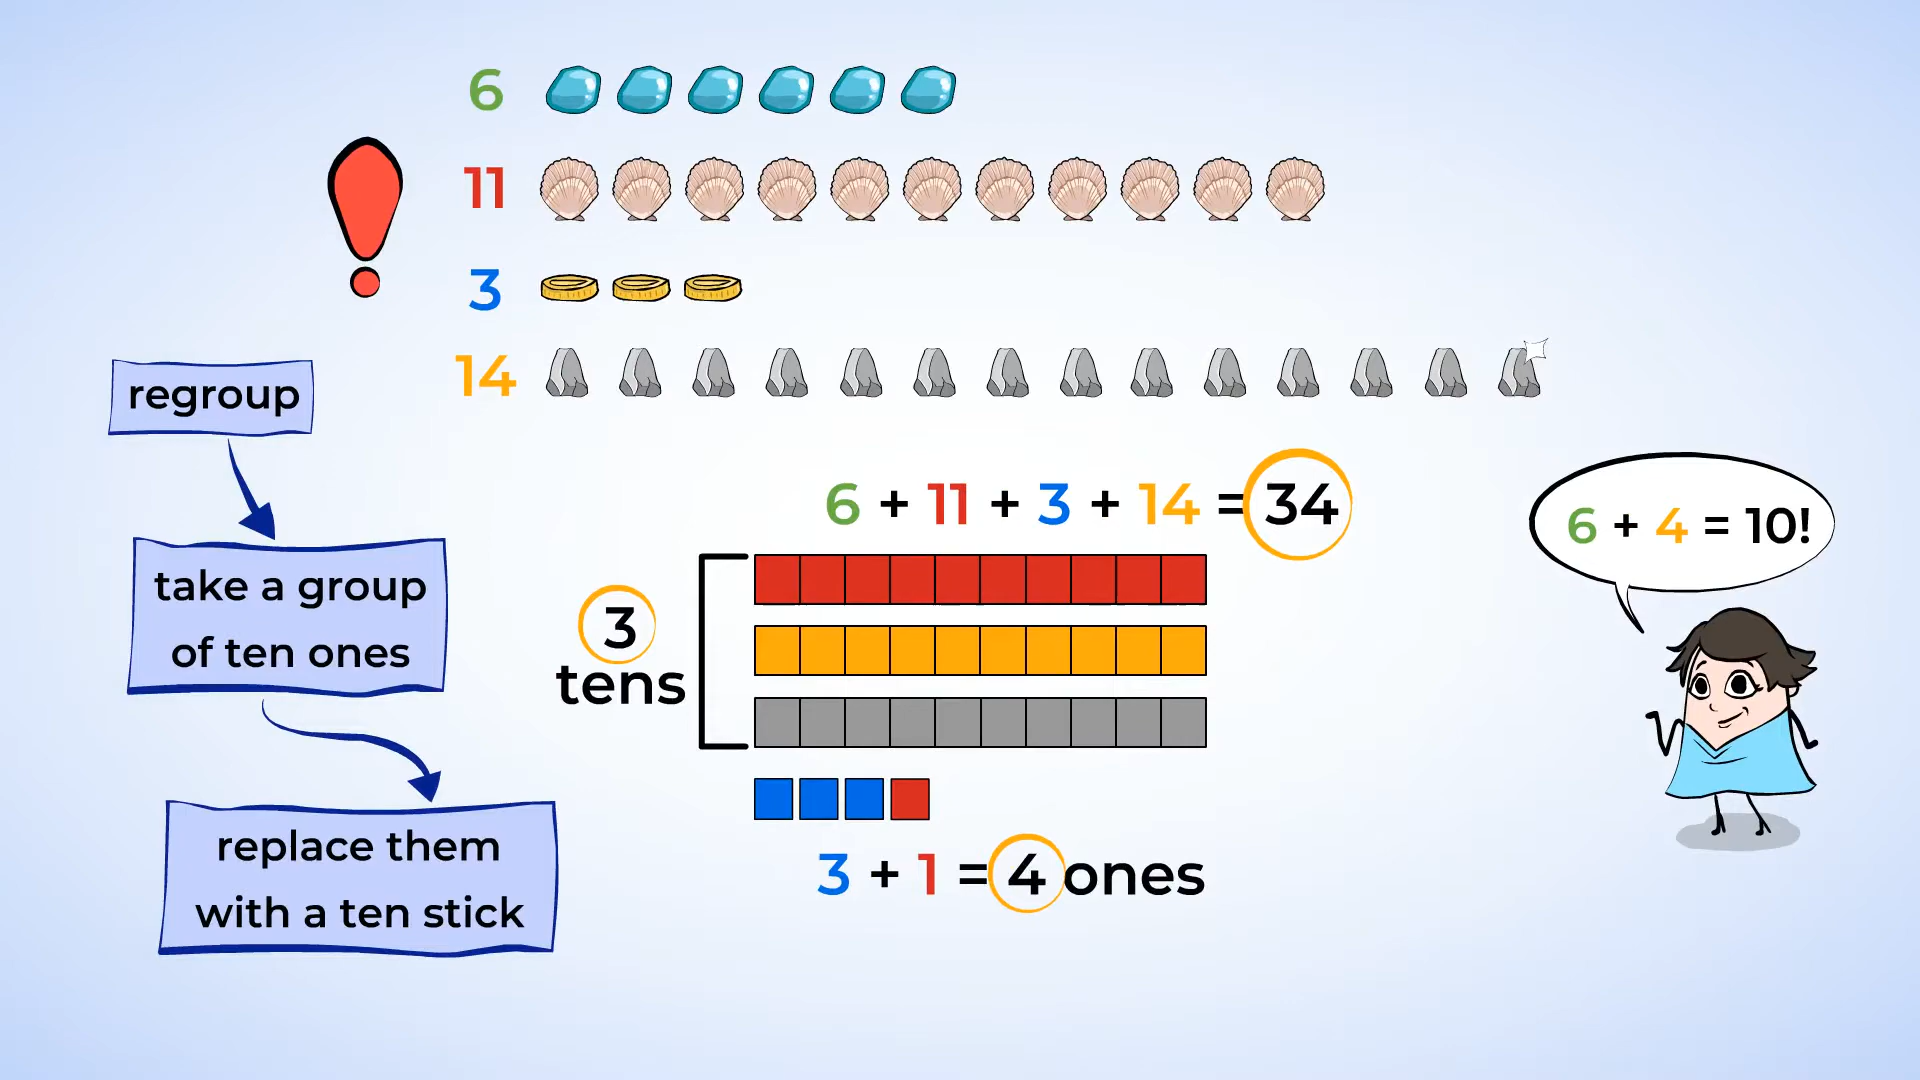 6
11
3
14
regroup
take a group
of ten ones
replace them
with a ten stick
6 + 11 + 3 + 14 = 34
3
tens
3 + 1 = 4 ones
6 + 4 = 10!